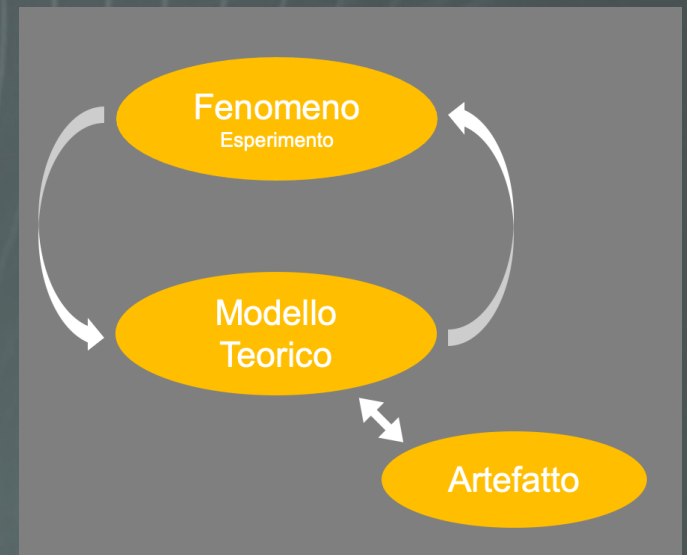 Fenomeno
Esperimento
Modello
Teorico
Artefatto